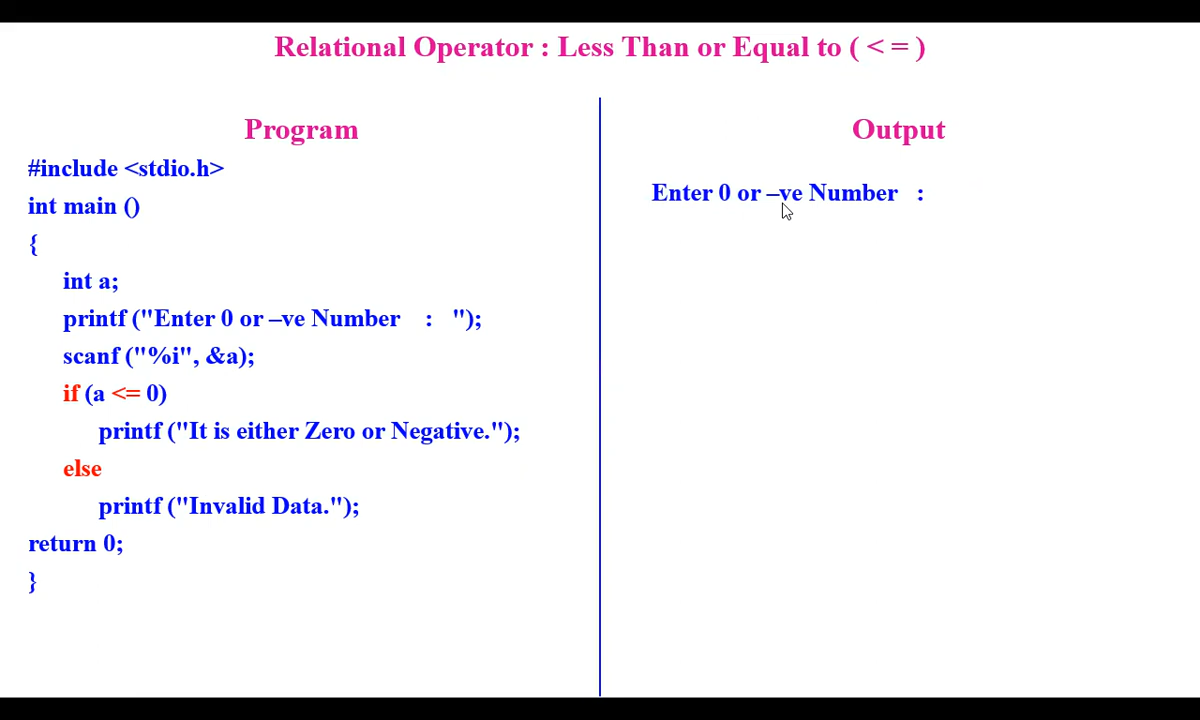 Relational Operator : Less Than or Equal to ( < = )
Program
#include <stdio.h>
int main ()
{
int a;
printf ("Enter 0 or –ve Number : ");
scanf ("%i", &a);
if (a <= 0)
printf ("It is either Zero or Negative.");
else
printf ("Invalid Data.");
return 0;
}
Output
Enter 0 or –ve Number :